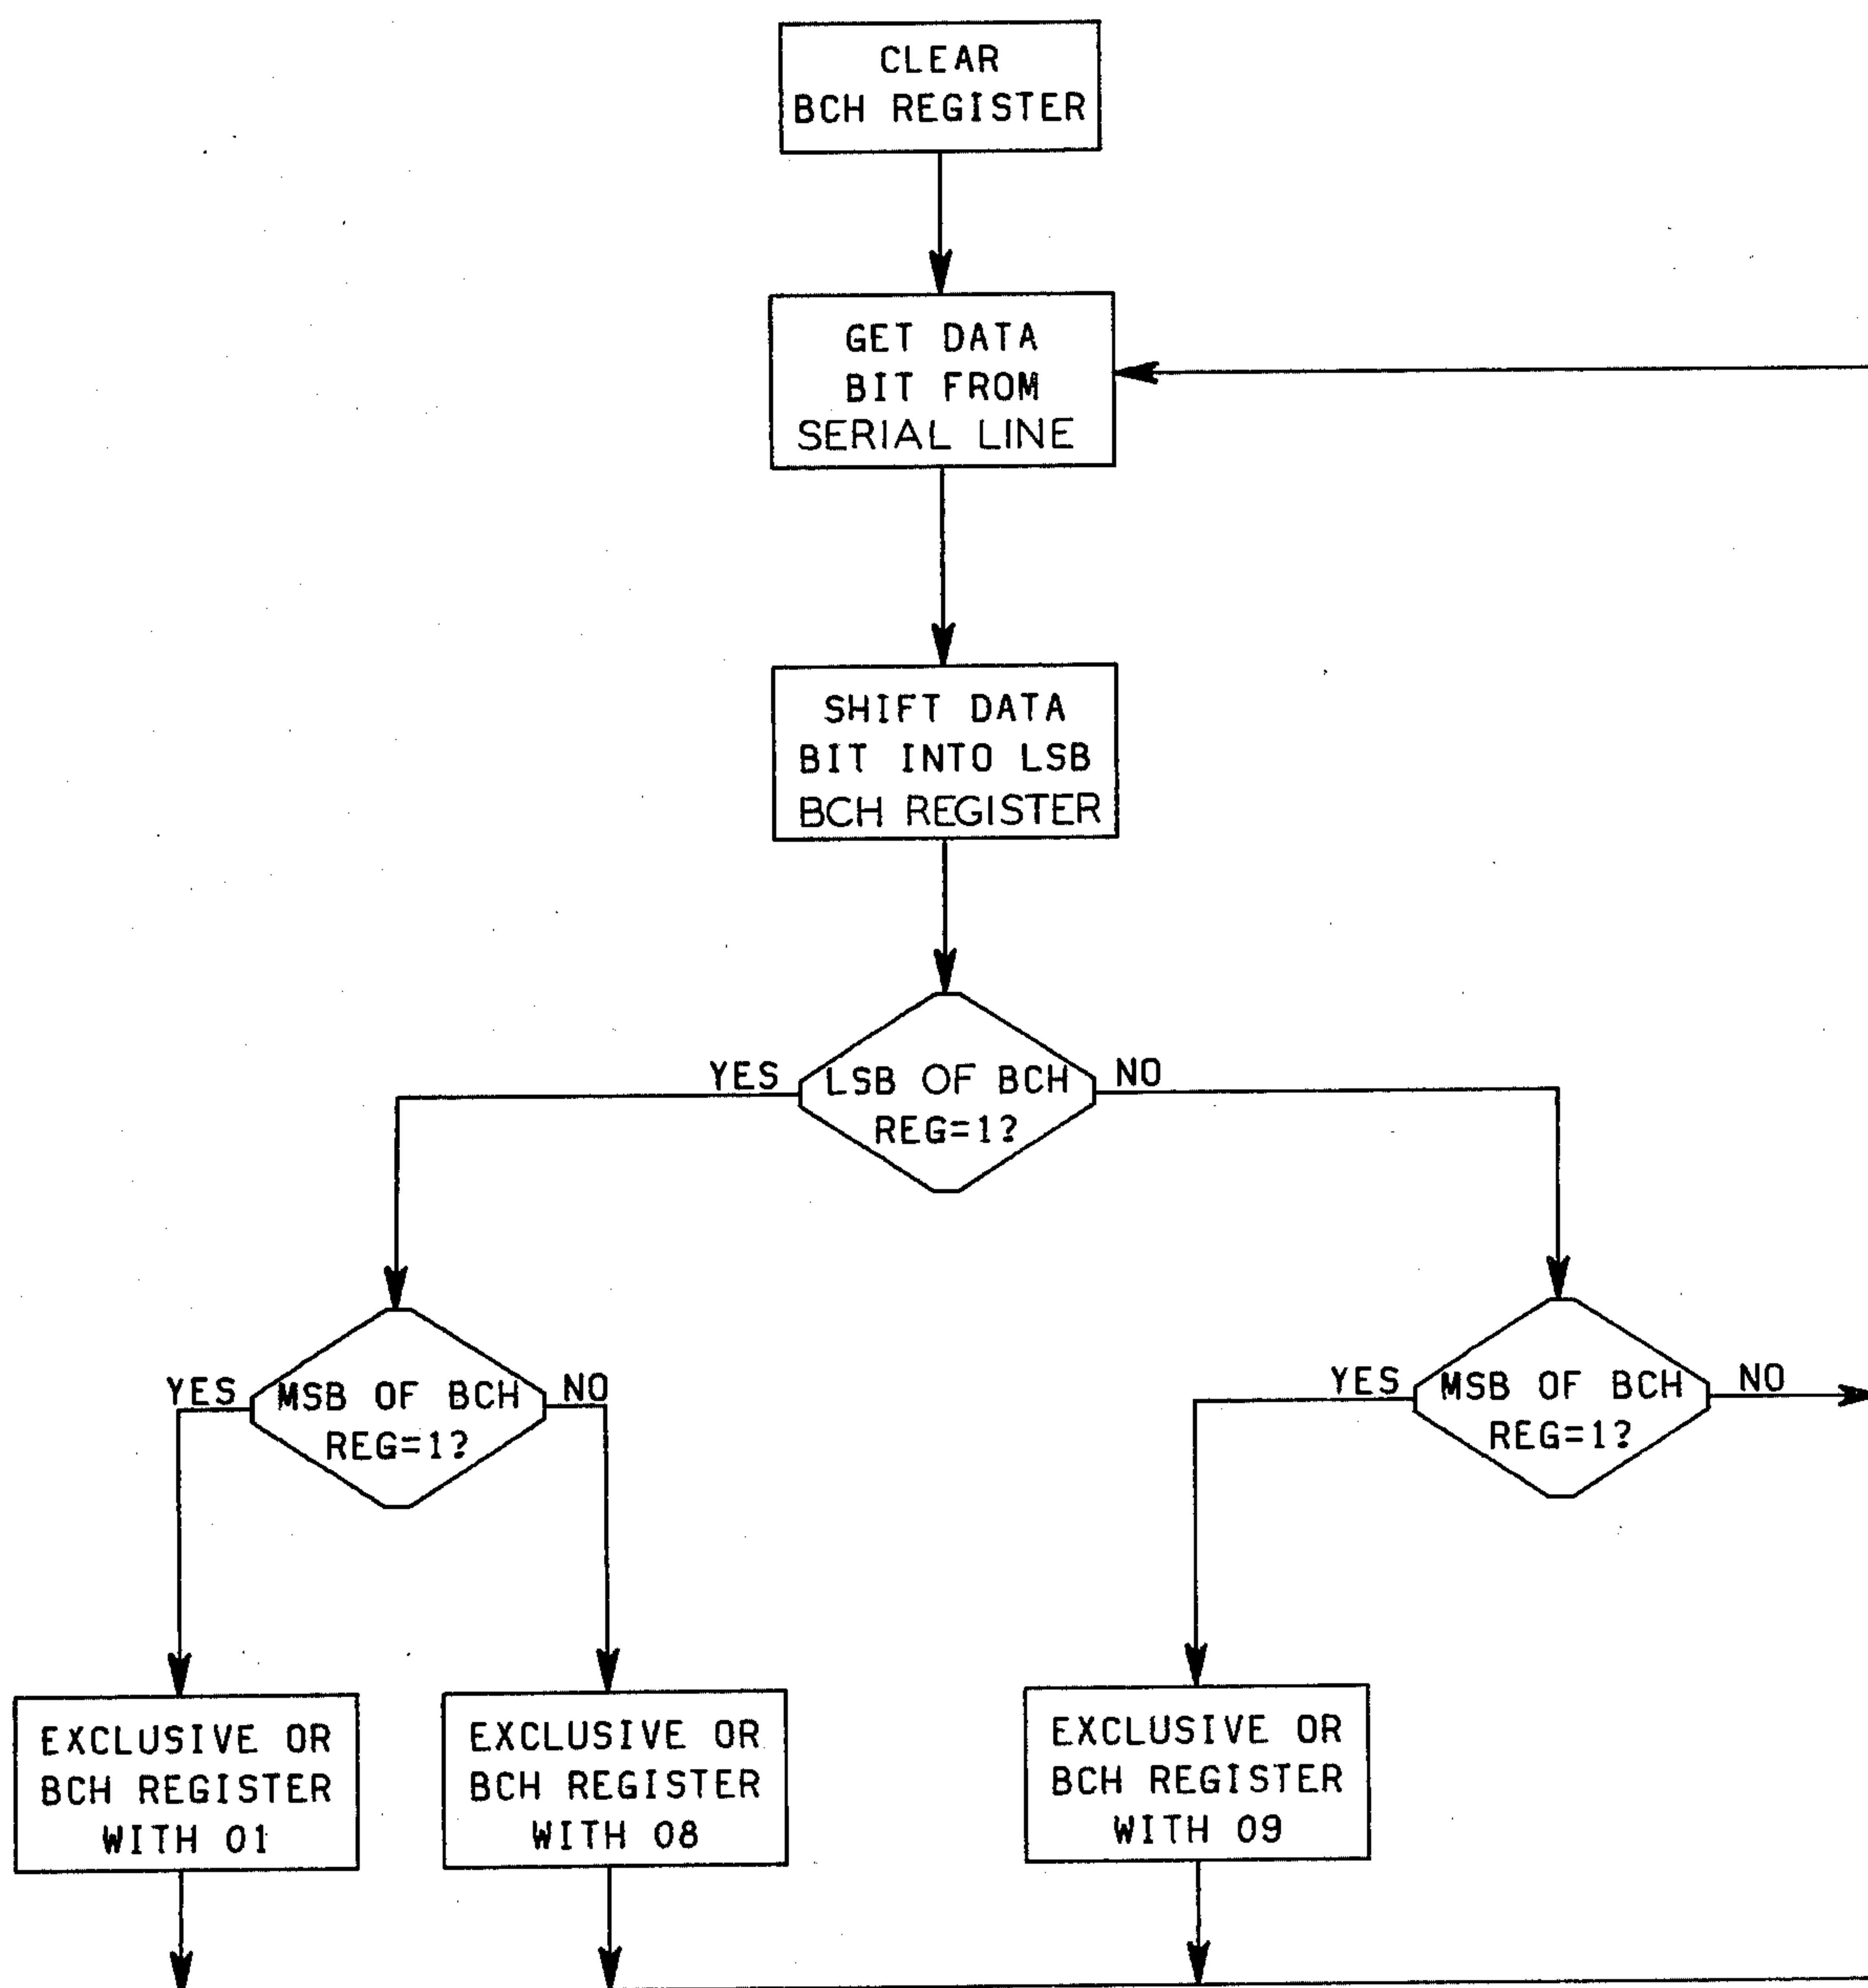 CLEAR
BCH REGISTER
GET DATA
BIT FROM
SERIAL LINE
SHIFT DATA
BIT INTO LSB
BCH REGISTER
YES
LSB OF BCH
REG=1?
NO
YES
MSB OF BCH
REG=1?
NO
YES
MSB OF BCH
REG=1?
NO
EXCLUSIVE OR
BCH REGISTER
WITH 01
EXCLUSIVE OR
BCH REGISTER
WITH 08
EXCLUSIVE OR
BCH REGISTER
WITH 09